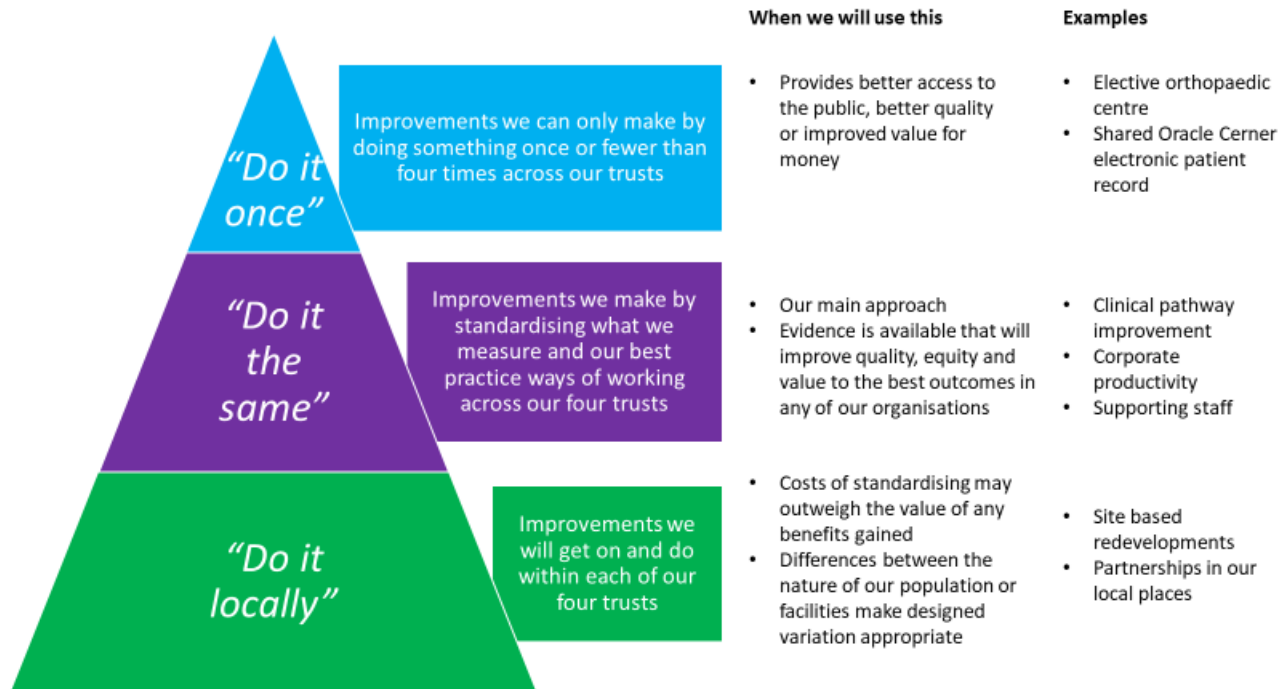 When we will use this
Examples
“Do it
once”
Improvements we can only make by
doing something once or fewer than
four times across our trusts
• Provides better access to
the public, better quality
or improved value for
money
• Elective orthopaedic
centre
• Shared Oracle Cerner
electronic patient
record
“Do it
the
same”
Improvements we make by
standardising what we
measure and our best
practice ways of working
across our four trusts
• Our main approach
• Evidence is available that will
improve quality, equity and
value to the best outcomes in
any of our organisations
• Clinical pathway
improvement
• Corporate
productivity
• Supporting staff
“Do it
locally”
Improvements we
will get on and do
within each of our
four trusts
• Costs of standardising may
outweigh the value of any
benefits gained
• Differences between the
nature of our population or
facilities make designed
variation appropriate
• Site based
redevelopments
• Partnerships in our
local places